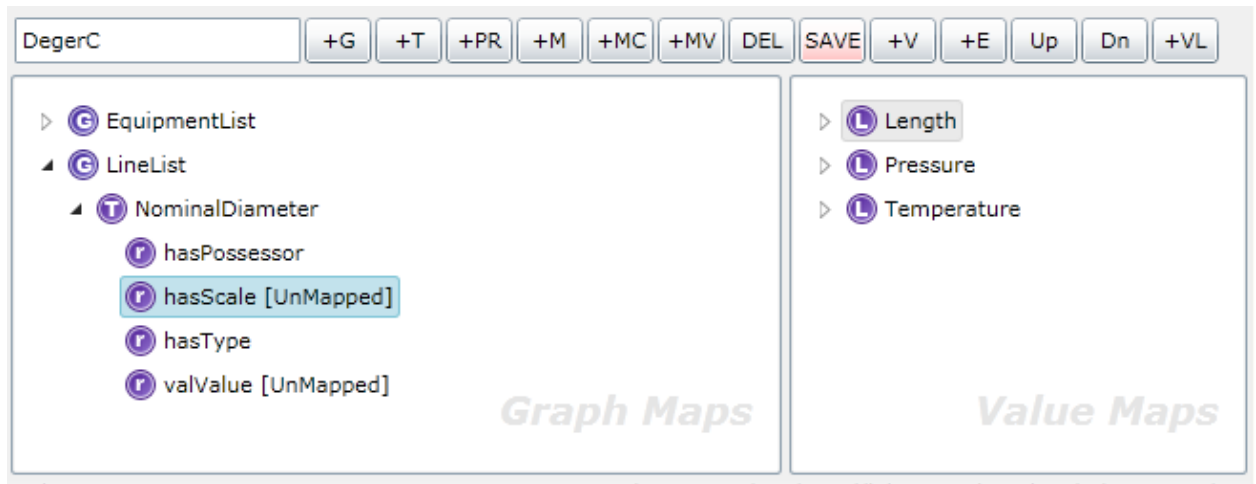 DegerC +G +T +PR +M +MC +MV DEL SAVE +V +E Up Dn +VL
G EquipmentList
G LineList
T NominalDiameter
r hasPossessor
r hasScale [UnMapped]
r hasType
r valValue [UnMapped]
Graph Maps
L Length
L Pressure
L Temperature
Value Maps